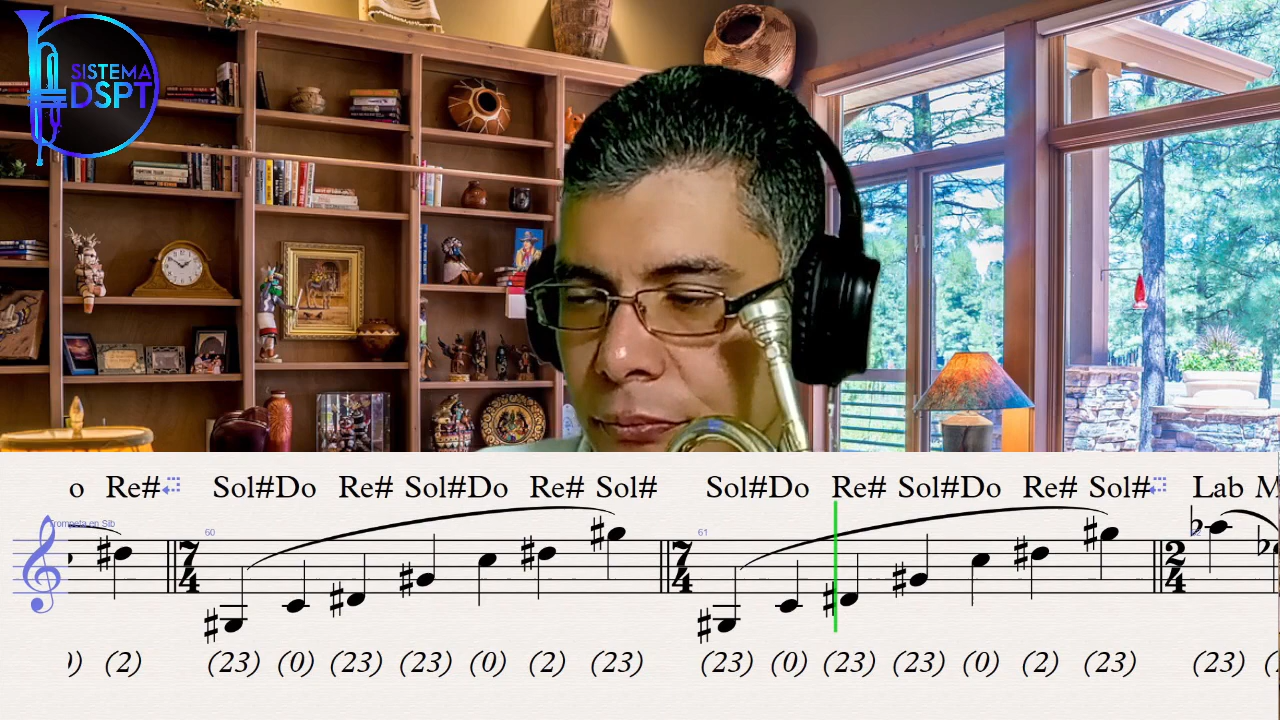 SISTEMA
DSPT
o Re# Sol#Do Re# Sol#Do Re# Sol# Sol#Do Re# Sol#Do Re# Sol# Lab M
Trompeta en Sib
60 61
7 7 2
4 4 4
) (2) (23) (0) (23) (23) (0) (2) (23) (23) (0) (23) (23) (0) (2) (23) (23) (